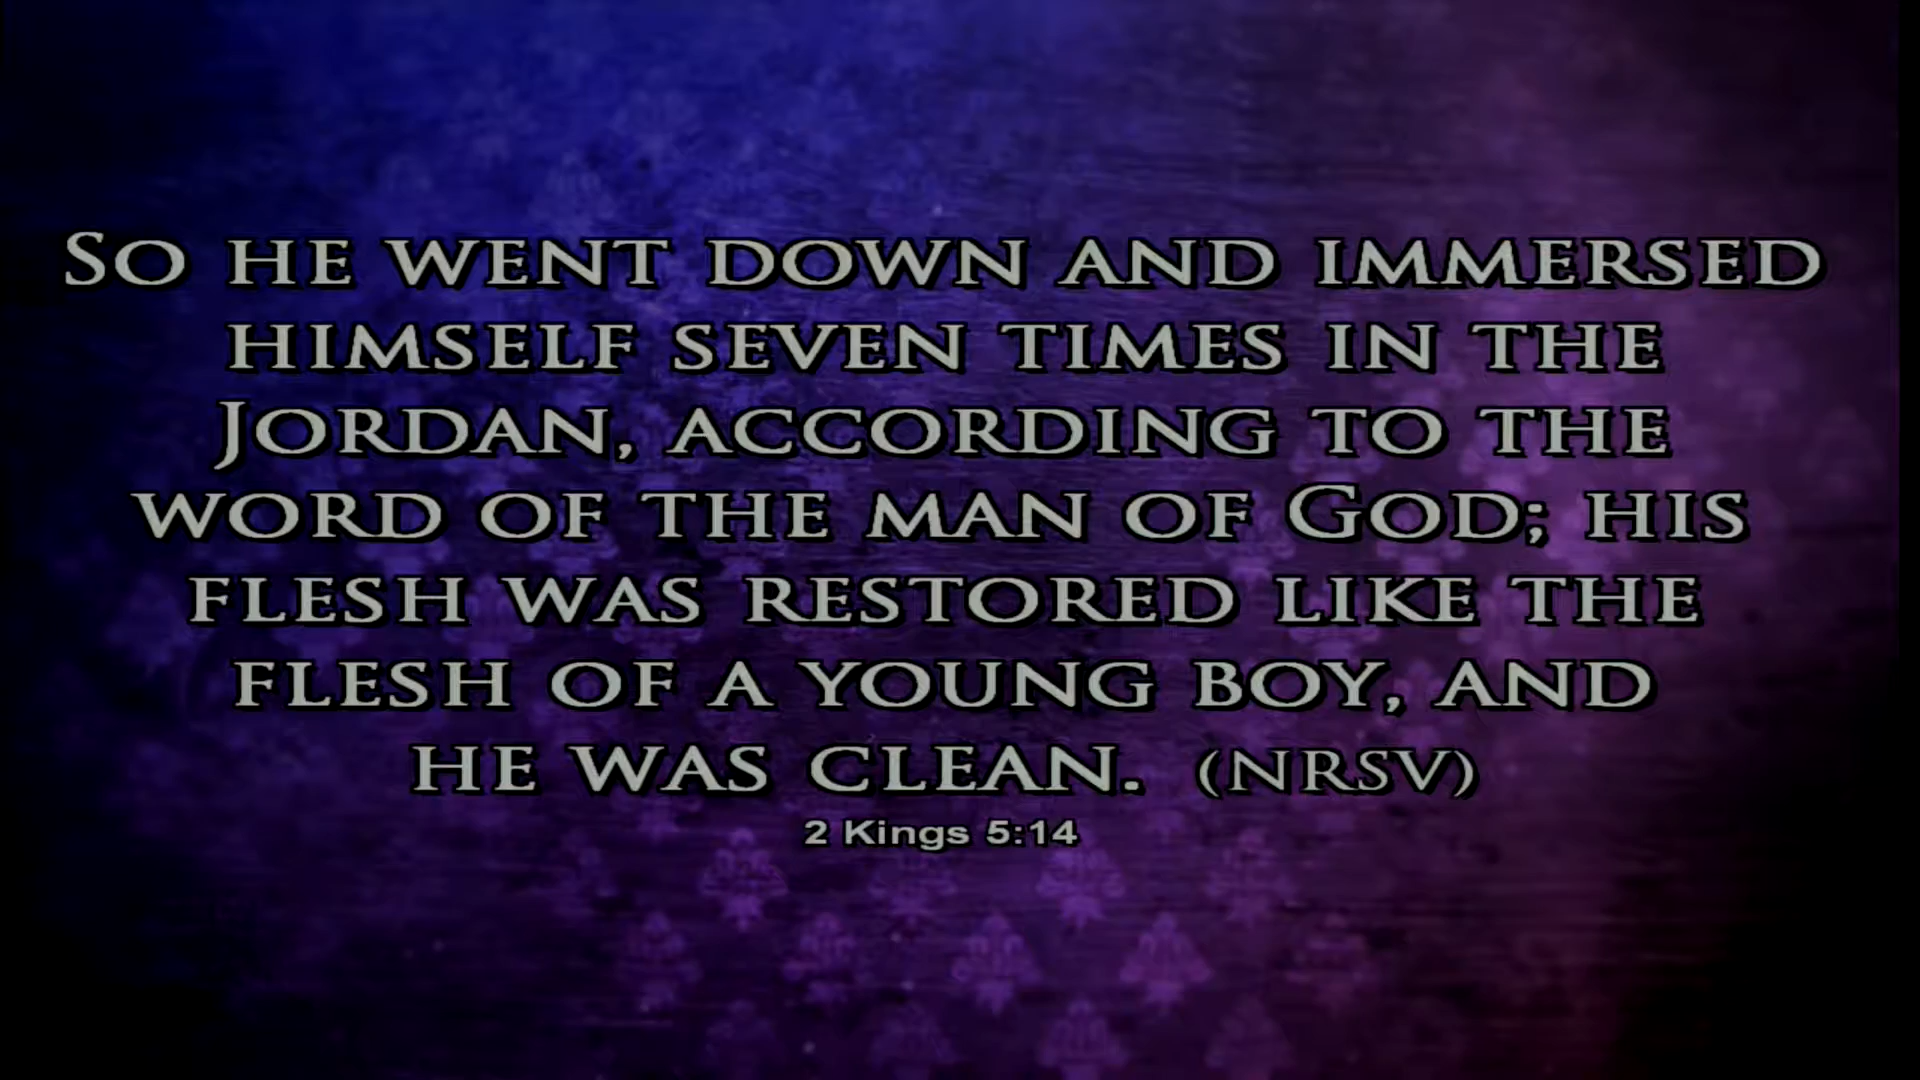 So he went down and immersed
himself seven times in the
Jordan, according to the
word of the man of God; his
flesh was restored like the
flesh of a young boy, and
he was clean. (NRSV)
2 Kings 5:14